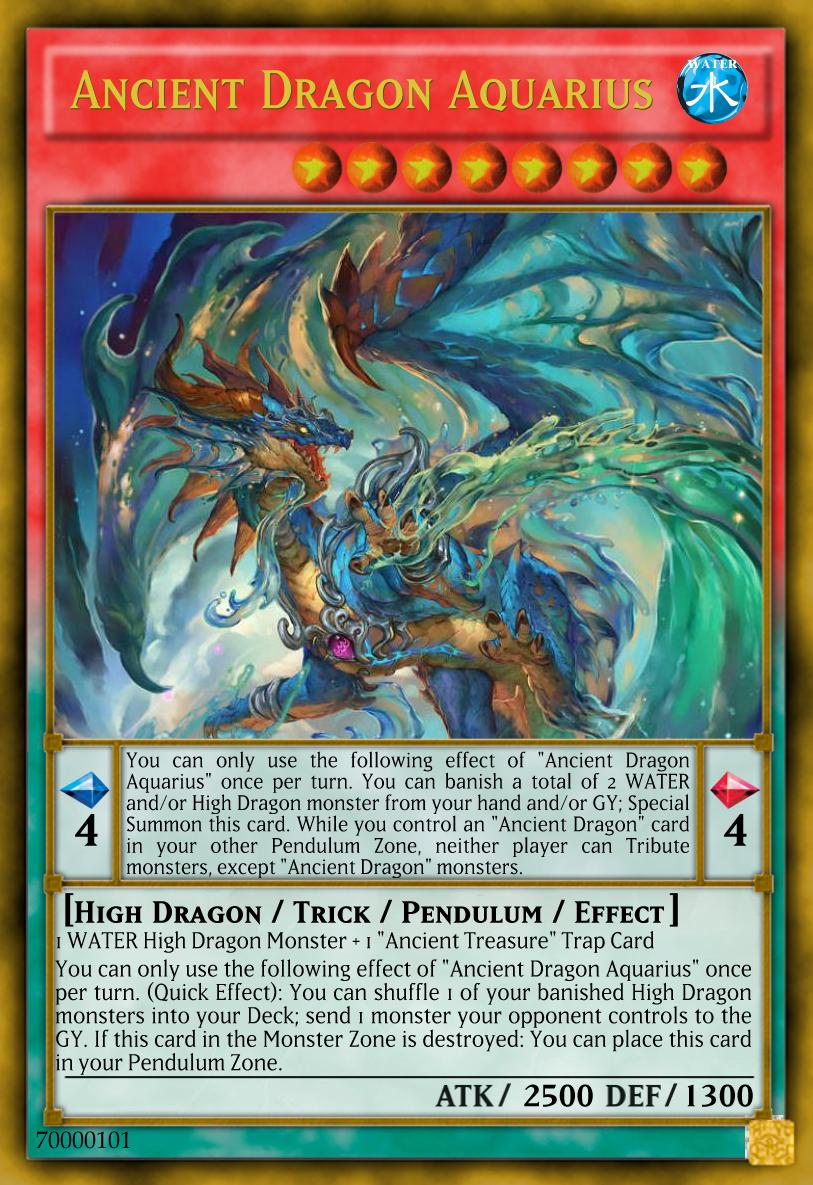 Ancient Dragon Aquarius
WATER
水
You can only use the following effect of "Ancient Dragon
Aquarius" once per turn. You can banish a total of 2 WATER
and/or High Dragon monster from your hand and/or GY; Special
Summon this card. While you control an "Ancient Dragon" card
in your other Pendulum Zone, neither player can Tribute
monsters, except "Ancient Dragon" monsters.
4
4
[High Dragon / Trick / Pendulum / Effect]
1 WATER High Dragon Monster + 1 "Ancient Treasure" Trap Card
You can only use the following effect of "Ancient Dragon Aquarius" once
per turn. (Quick Effect): You can shuffle 1 of your banished High Dragon
monsters into your Deck; send 1 monster your opponent controls to the
GY. If this card in the Monster Zone is destroyed: You can place this card
in your Pendulum Zone.
ATK/ 2500 DEF/1300
70000101